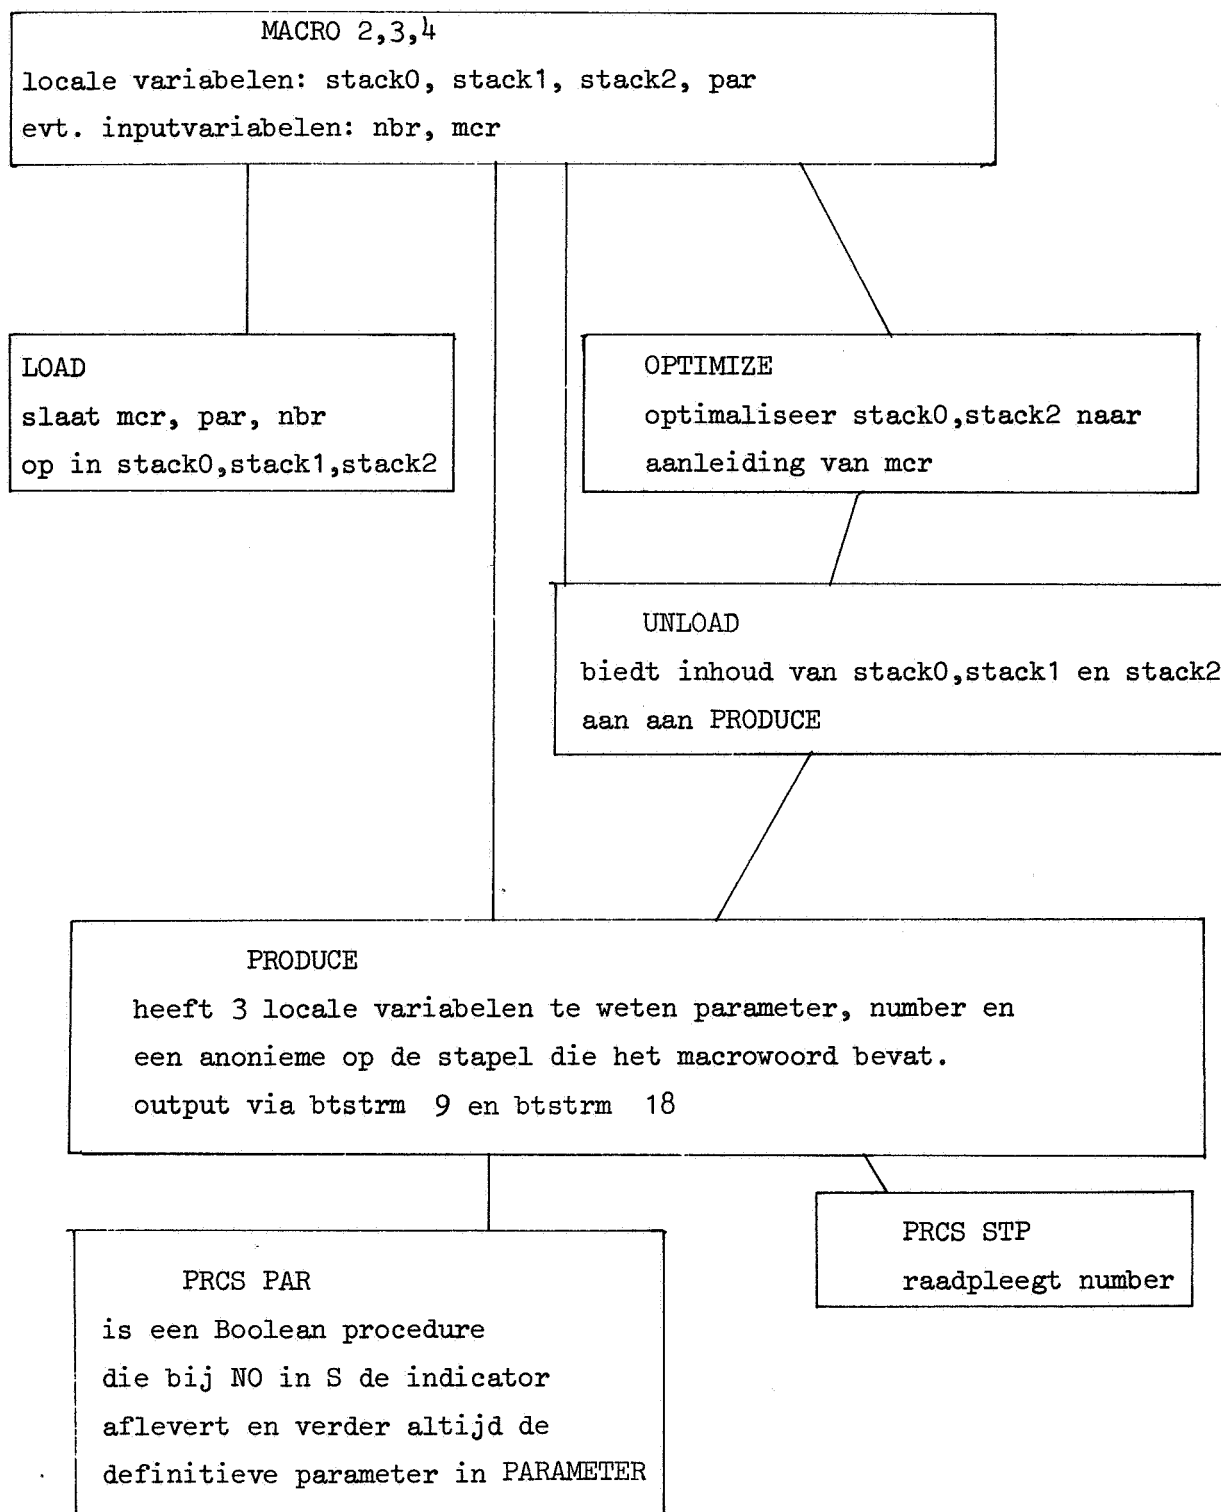 MACRO 2,3,4
locale variabelen: stack0, stack1, stack2, par
evt. inputvariabelen: nbr, mcr
LOAD
slaat mcr, par, nbr
op in stack0,stack1,stack2
OPTIMIZE
optimaliseer stack0,stack2 naar
aanleiding van mcr
UNLOAD
biedt inhoud van stack0,stack1 en stack2
aan aan PRODUCE
PRODUCE
heeft 3 locale variabelen te weten parameter, number en
een anonieme op de stapel die het macrowoord bevat.
output via btstrm 9 en btstrm 18
PRCS STP
raadpleegt number
PRCS PAR
is een Boolean procedure
die bij NO in S de indicator
aflevert en verder altijd de
definitieve parameter in PARAMETER